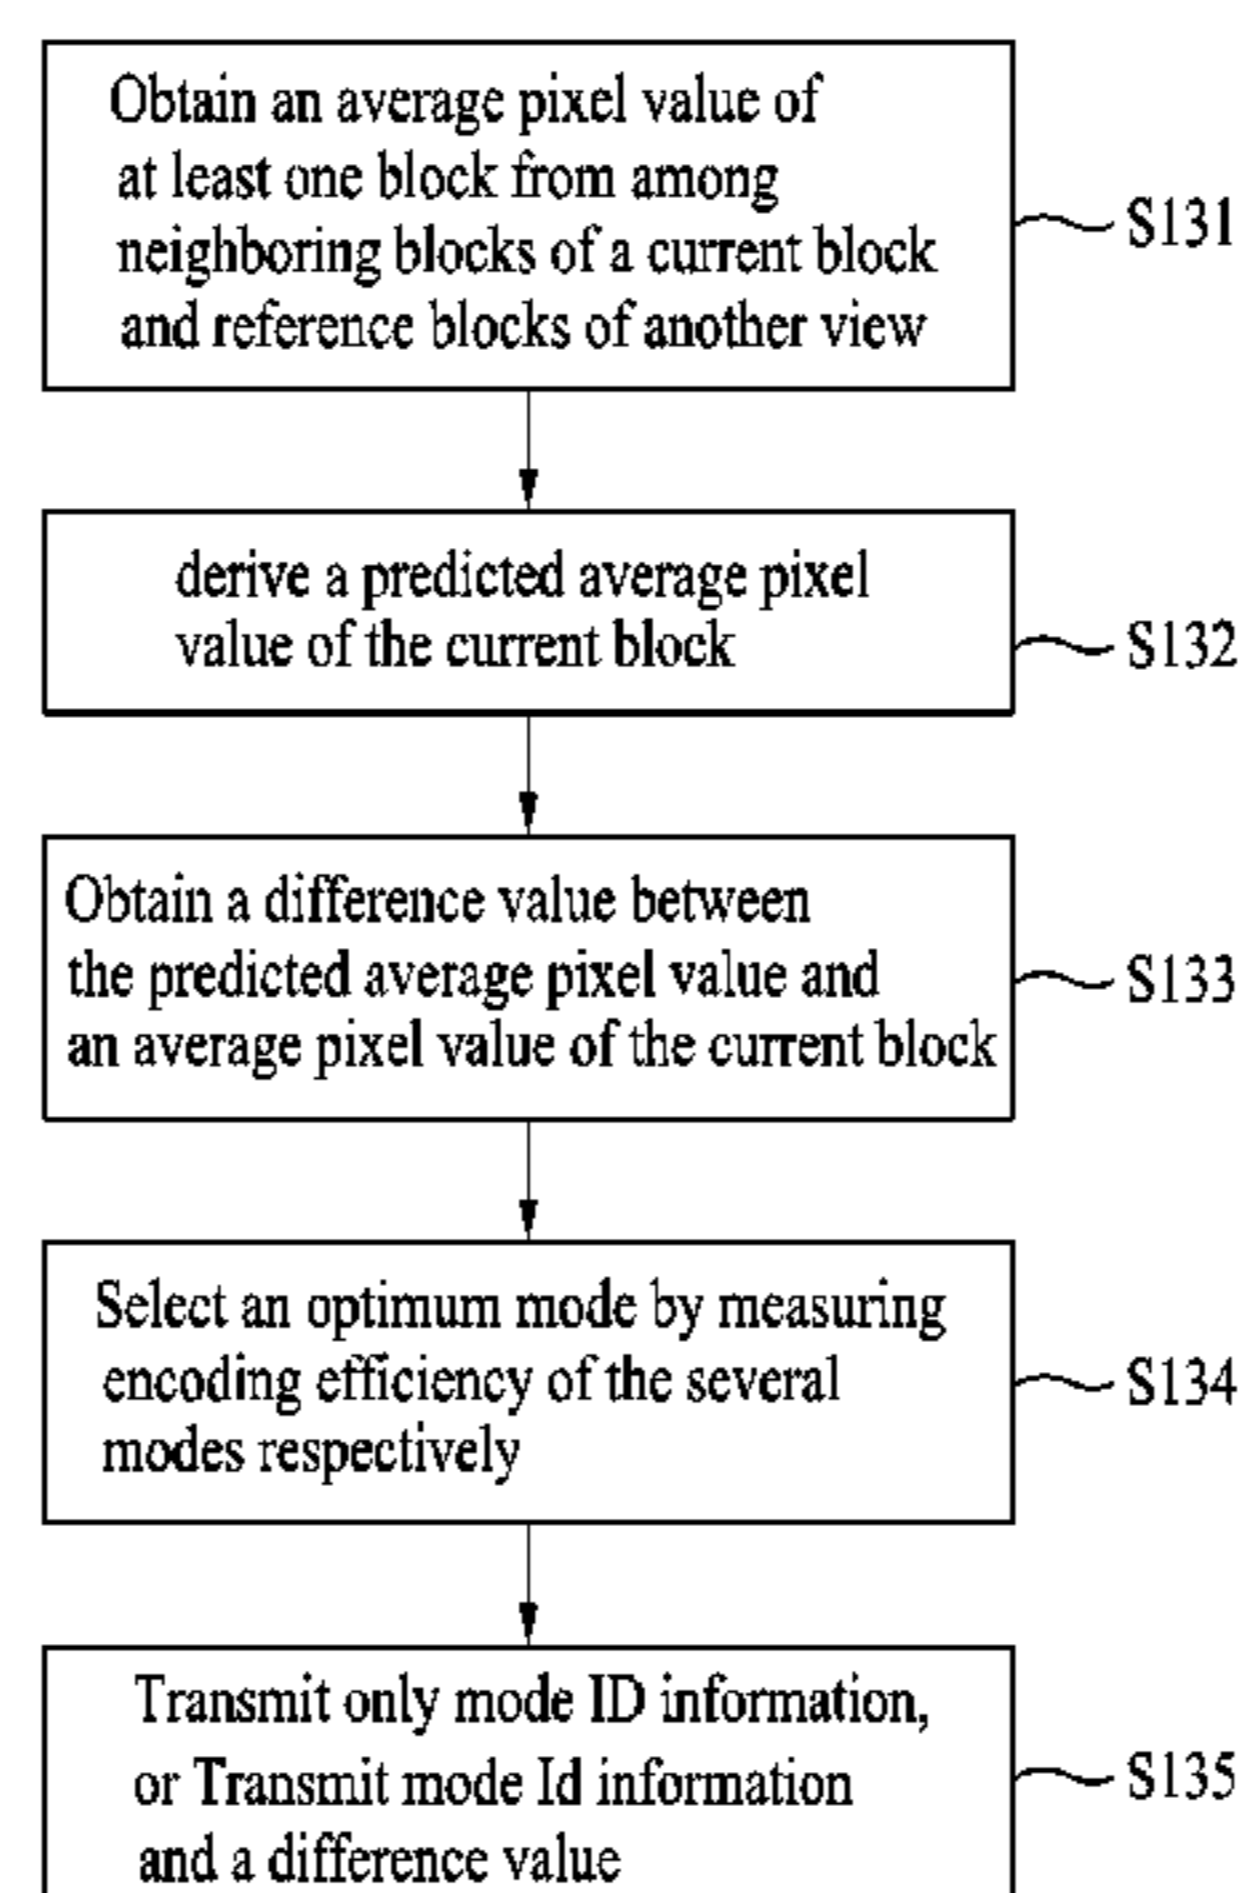 Obtain an average pixel value of
at least one block from among
neighboring blocks of a current block
and reference blocks of another view
S131
derive a predicted average pixel
value of the current block
S132
Obtain a difference value between
the predicted average pixel value and
an average pixel value of the current block
S133
Select an optimum mode by measuring
encoding efficiency of the several
modes respectively
S134
Transmit only mode ID information,
or Transmit mode Id information
and a difference value
S135